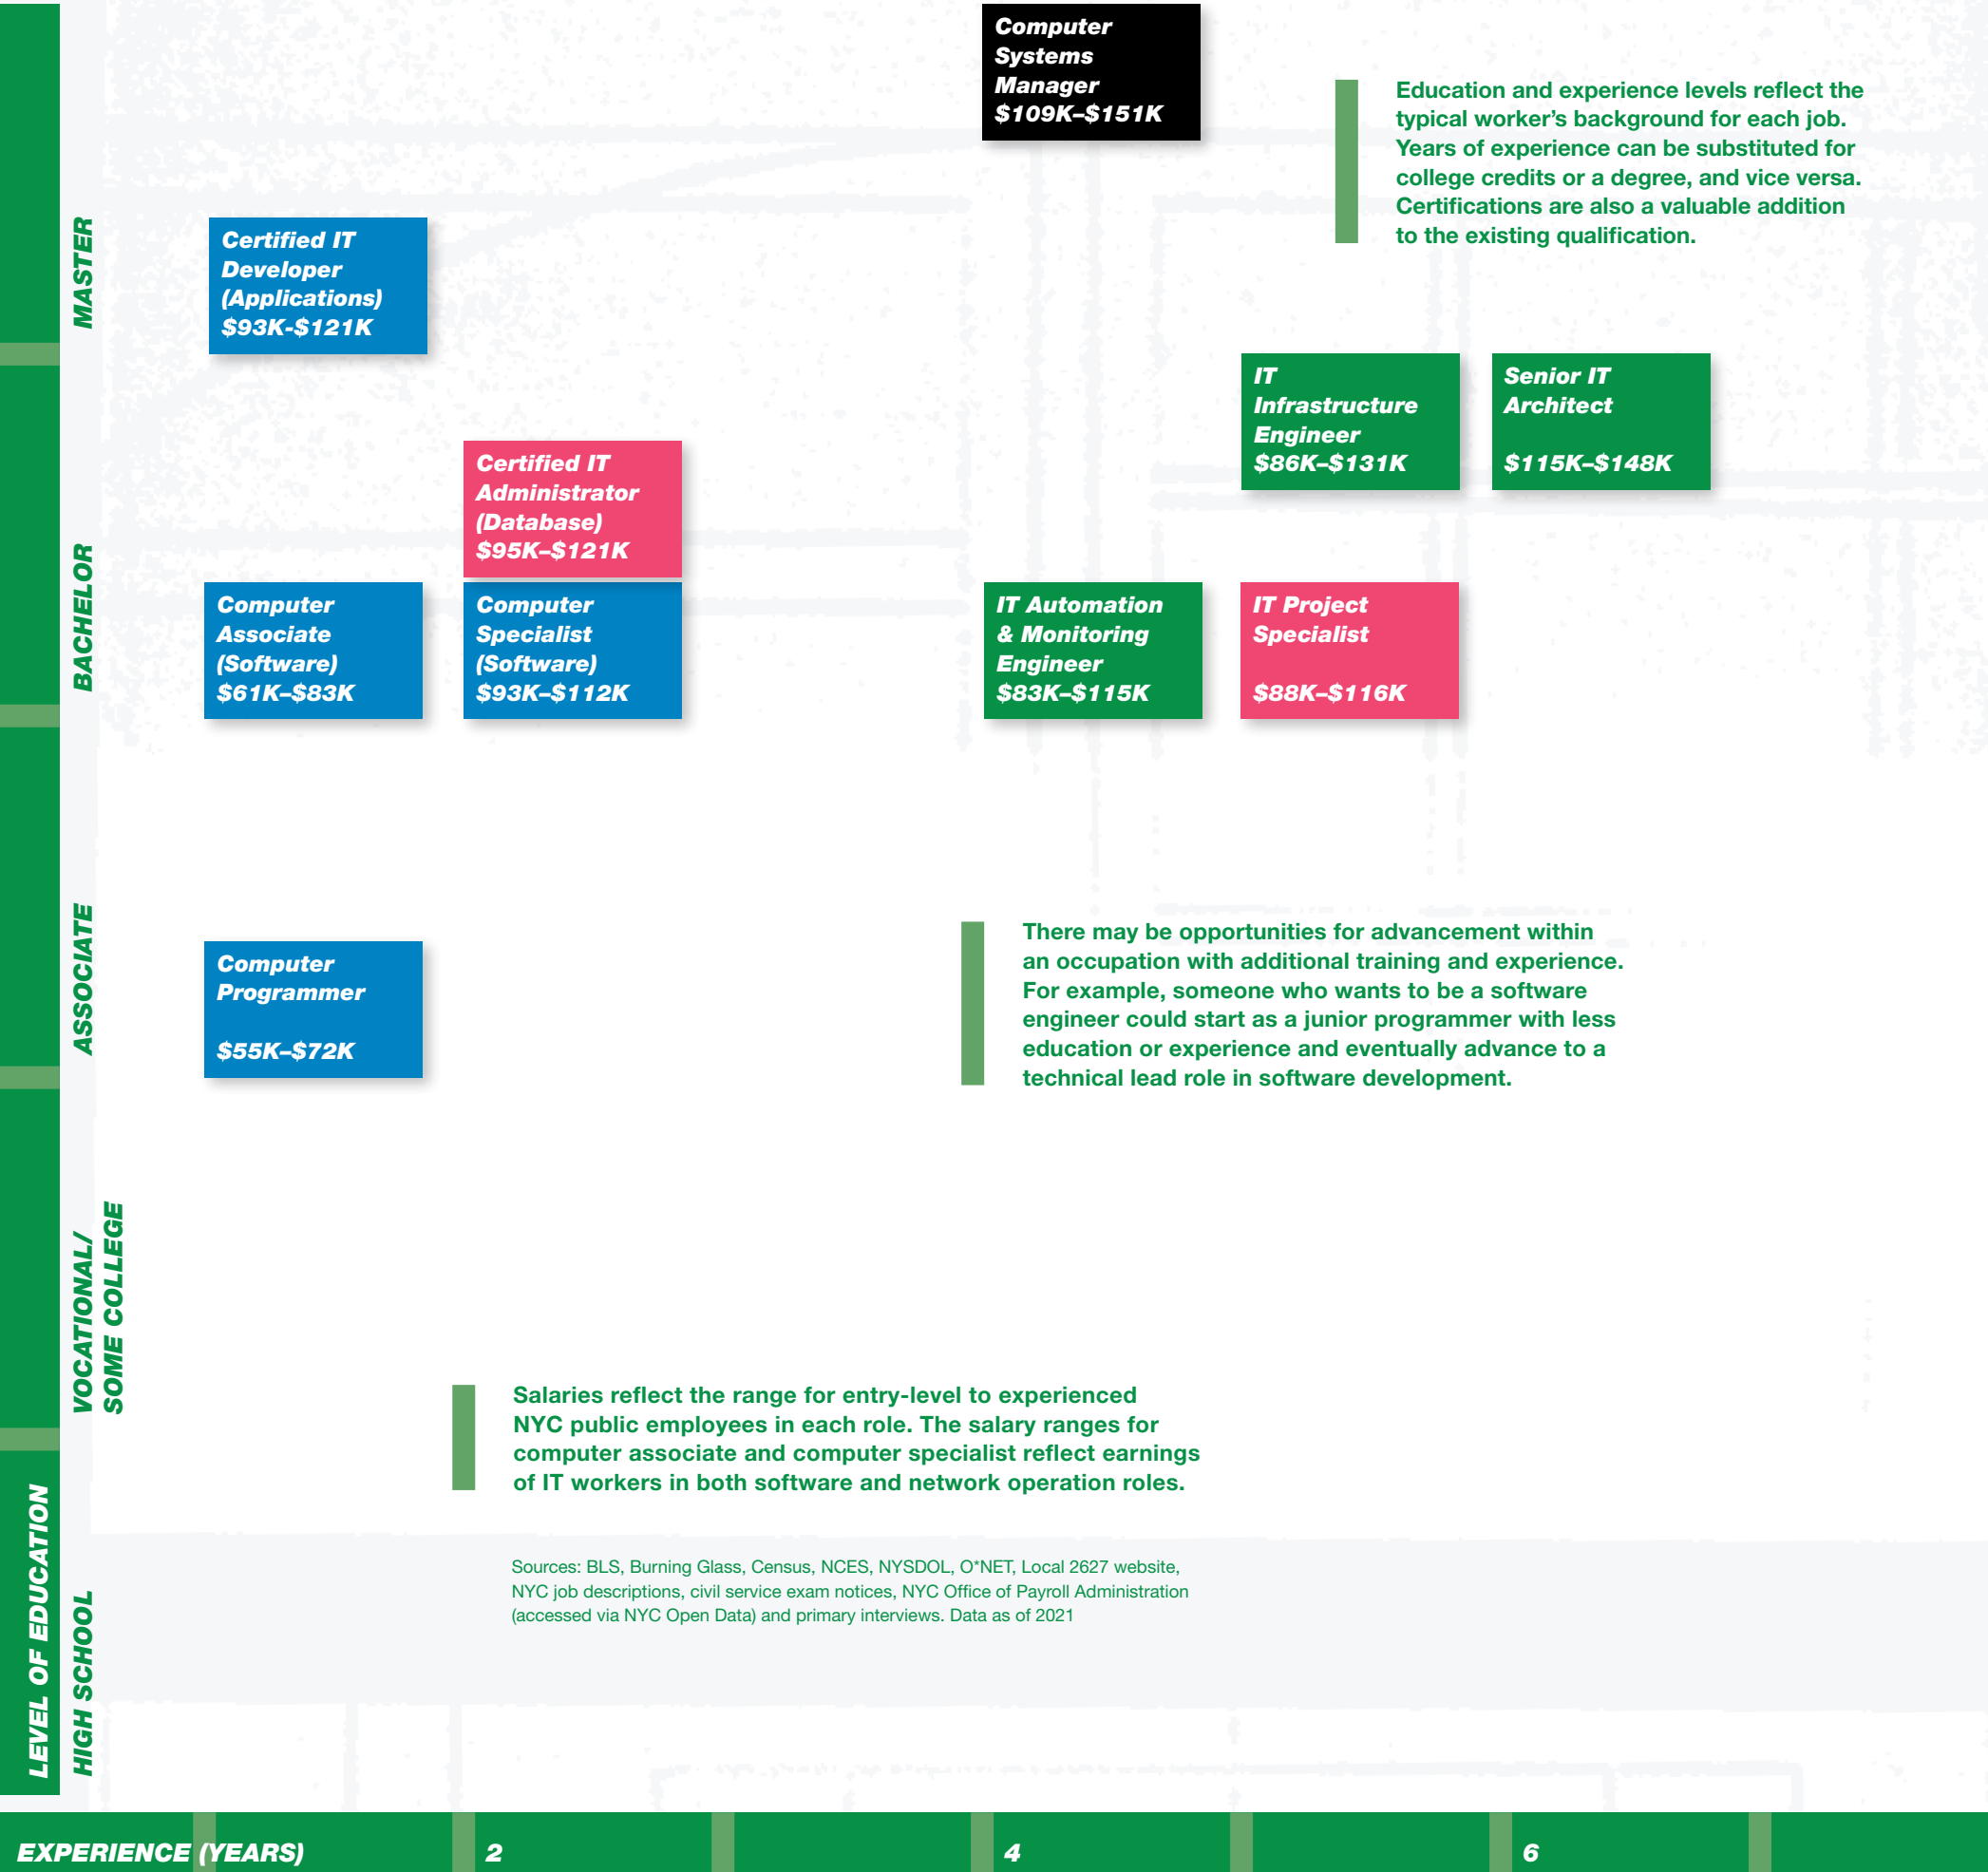 Computer
Systems
Manager
$109K–$151K
Education and experience levels reflect the
typical worker’s background for each job.
Years of experience can be substituted for
college credits or a degree, and vice versa.
Certifications are also a valuable addition
to the existing qualification.
MASTER
Certified IT
Developer
(Applications)
$93K-$121K
IT
Infrastructure
Engineer
$86K–$131K
Senior IT
Architect
$115K–$148K
Certified IT
Administrator
(Database)
$95K–$121K
BACHELOR
Computer
Associate
(Software)
$61K–$83K
Computer
Specialist
(Software)
$93K–$112K
IT Automation
& Monitoring
Engineer
$83K–$115K
IT Project
Specialist
$88K–$116K
ASSOCIATE
Computer
Programmer
$55K–$72K
There may be opportunities for advancement within
an occupation with additional training and experience.
For example, someone who wants to be a software
engineer could start as a junior programmer with less
education or experience and eventually advance to a
technical lead role in software development.
VOCATIONAL/
SOME COLLEGE
Salaries reflect the range for entry-level to experienced
NYC public employees in each role. The salary ranges for
computer associate and computer specialist reflect earnings
of IT workers in both software and network operation roles.
LEVEL OF EDUCATION
HIGH SCHOOL
Sources: BLS, Burning Glass, Census, NCES, NYSDOL, O*NET, Local 2627 website,
NYC job descriptions, civil service exam notices, NYC Office of Payroll Administration
(accessed via NYC Open Data) and primary interviews. Data as of 2021
EXPERIENCE (YEARS)
2
4
6